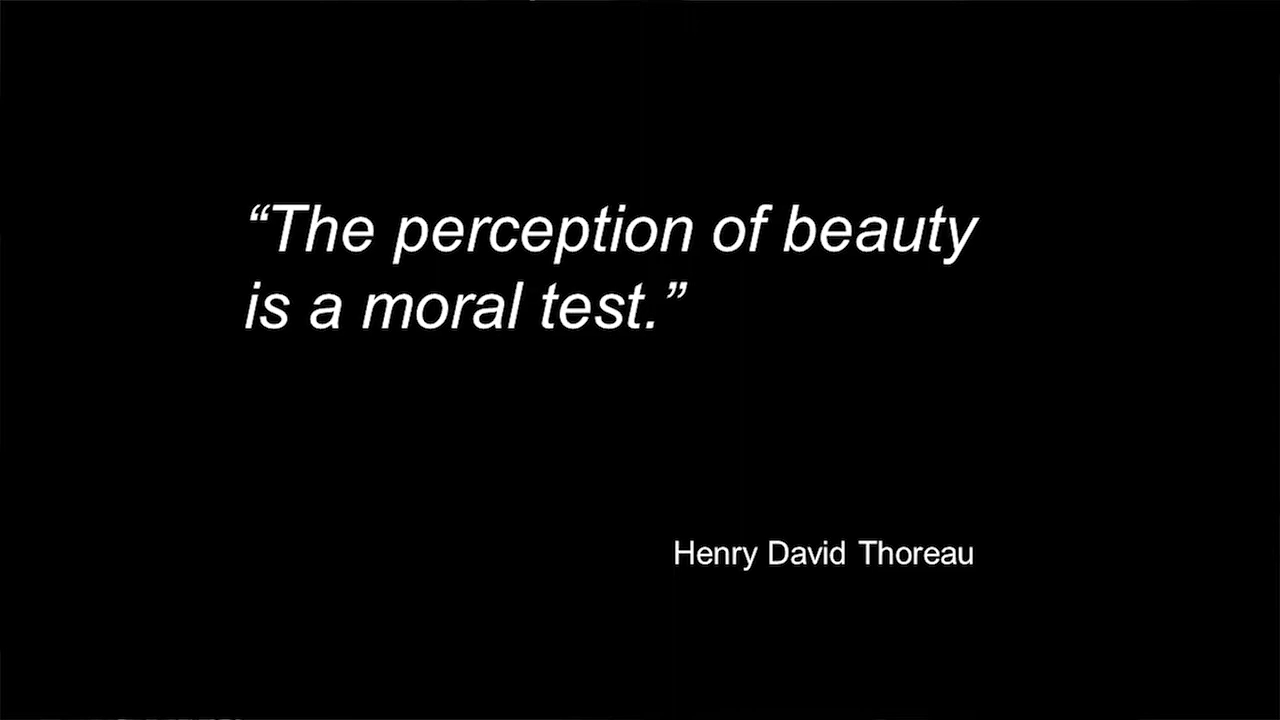 “The perception of beauty
is a moral test.”
Henry David Thoreau